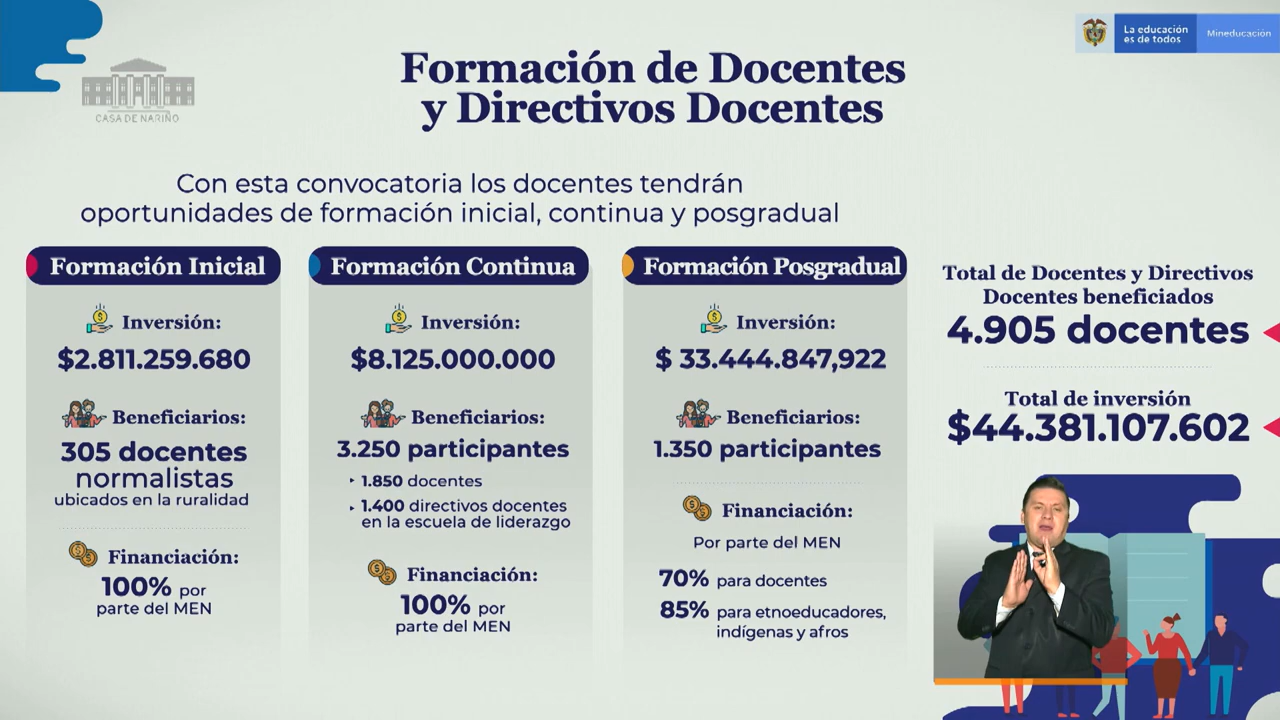 CASA DE NARIÑO
La educación
es de todos
Mineducación
Formación de Docentes
y Directivos Docentes
Con esta convocatoria los docentes tendrán
oportunidades de formación inicial, continua y posgradual
Formación Inicial
Inversión:
$2.811.259.680
Beneficiarios:
305 docentes
normalistas
ubicados en la ruralidad
Financiación:
100% por
parte del MEN
Formación Continua
Inversión:
$8.125.000.000
Beneficiarios:
3.250 participantes
‣ 1.850 docentes
‣ 1.400 directivos docentes
en la escuela de liderazgo
Financiación:
100% por
parte del MEN
Formación Posgradual
Inversión:
$ 33.444.847,922
Beneficiarios:
1.350 participantes
Financiación:
Por parte del MEN
70% para docentes
85% para etnoeducadores,
indígenas y afros
Total de Docentes y Directivos
Docentes beneficiados
4.905 docentes
Total de inversión
$44.381.107.602